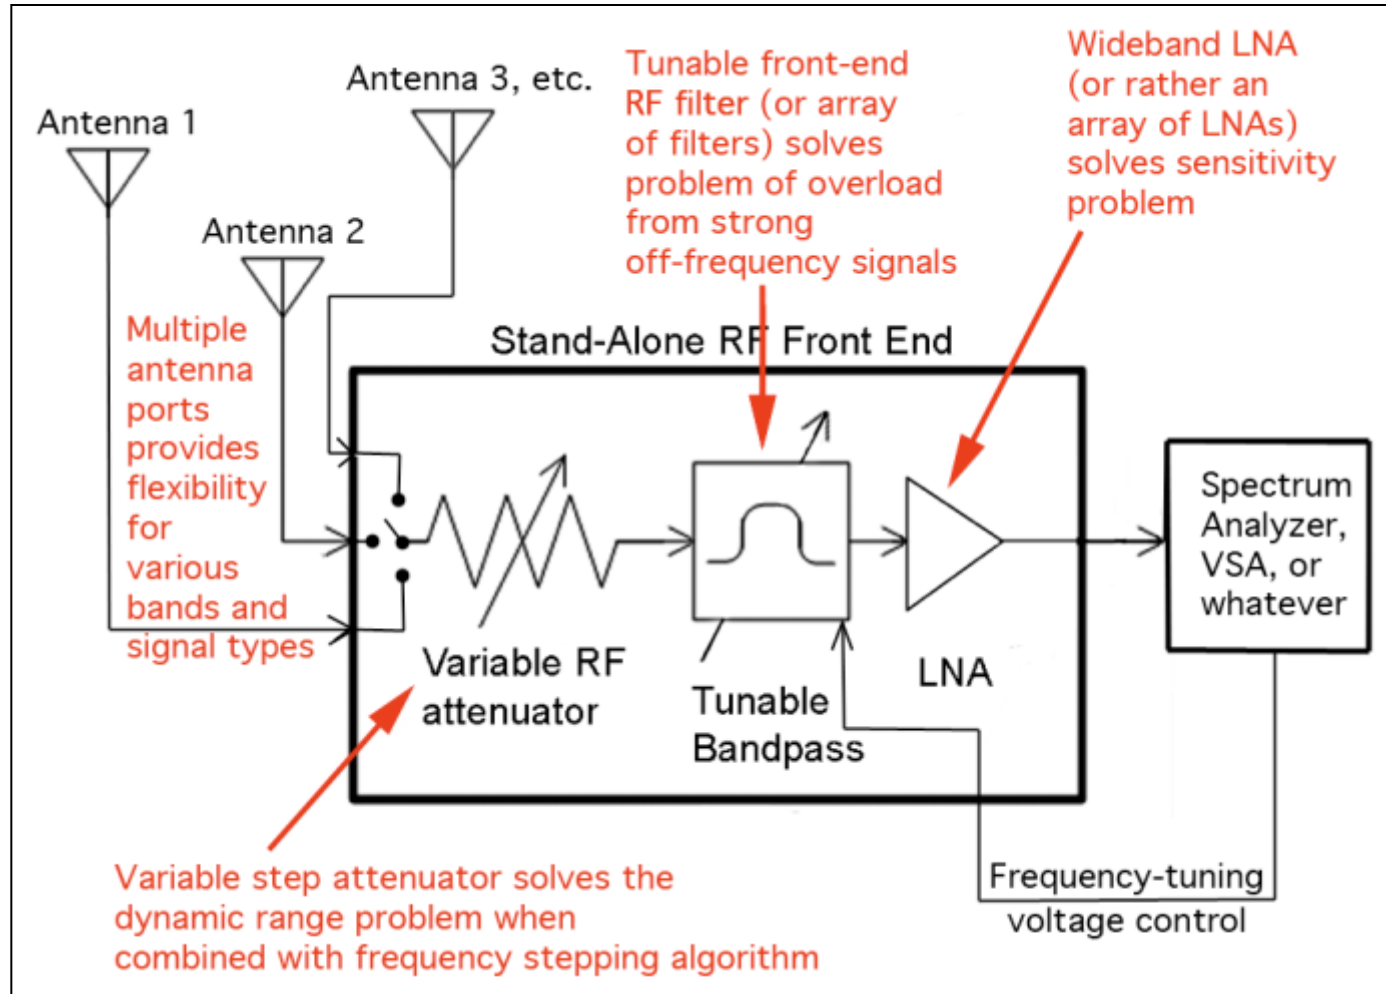 Antenna 1
Antenna 2
Antenna 3, etc.
Tunable front-end
RF filter (or array
of filters) solves
problem of overload
from strong
off-frequency signals
Wideband LNA
(or rather an
array of LNAs)
solves sensitivity
problem
Multiple
antenna
ports
provides
flexibility
for
various
bands and
signal types
Stand-Alone RF Front End
Variable RF
attenuator
Tunable
Bandpass
LNA
Spectrum
Analyzer,
VSA, or
whatever
Frequency-tuning
voltage control
Variable step attenuator solves the
dynamic range problem when
combined with frequency stepping algorithm